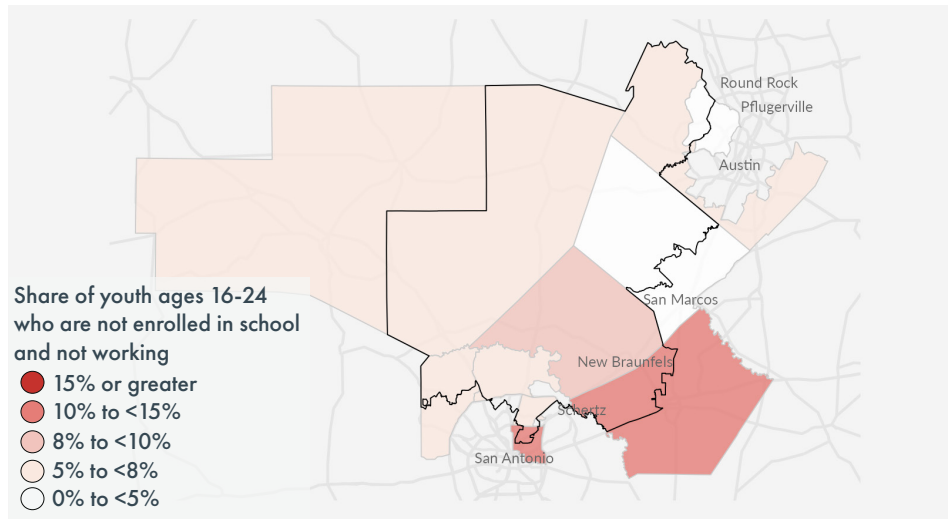 Round Rock
Pflugerville
Austin
San Marcos
New Braunfels
Schertz
San Antonio
Share of youth ages 16-24
who are not enrolled in school
and not working
15% or greater
10% to <15%
8% to <10%
5% to <8%
0% to <5%